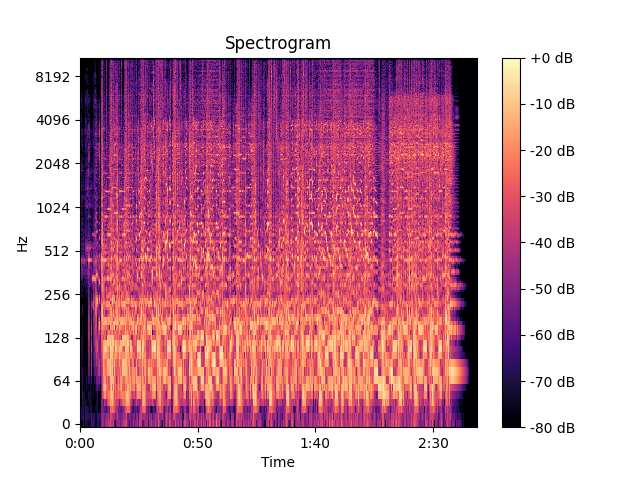 Spectrogram
Hz
8192
4096
2048
1024
512
256
128
64
0
0:00
0:50
1:40
2:30
Time
+0 dB
-10 dB
-20 dB
-30 dB
-40 dB
-50 dB
-60 dB
-70 dB
-80 dB